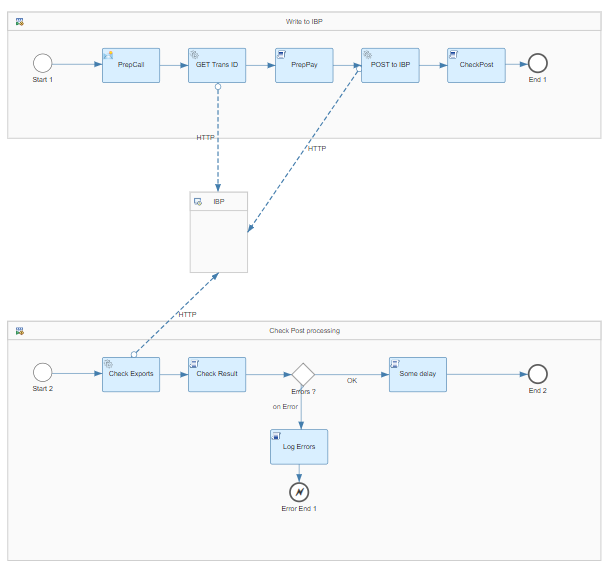 Write to IBP
Start 1
PrepCall
GET Trans ID
PrepPay
POST to IBP
CheckPost
End 1
HTTP
HTTP
IBP
HTTP
Check Post processing
Start 2
Check Exports
Check Result
Errors ?
OK
Some delay
End 2
on Error
Log Errors
Error End 1